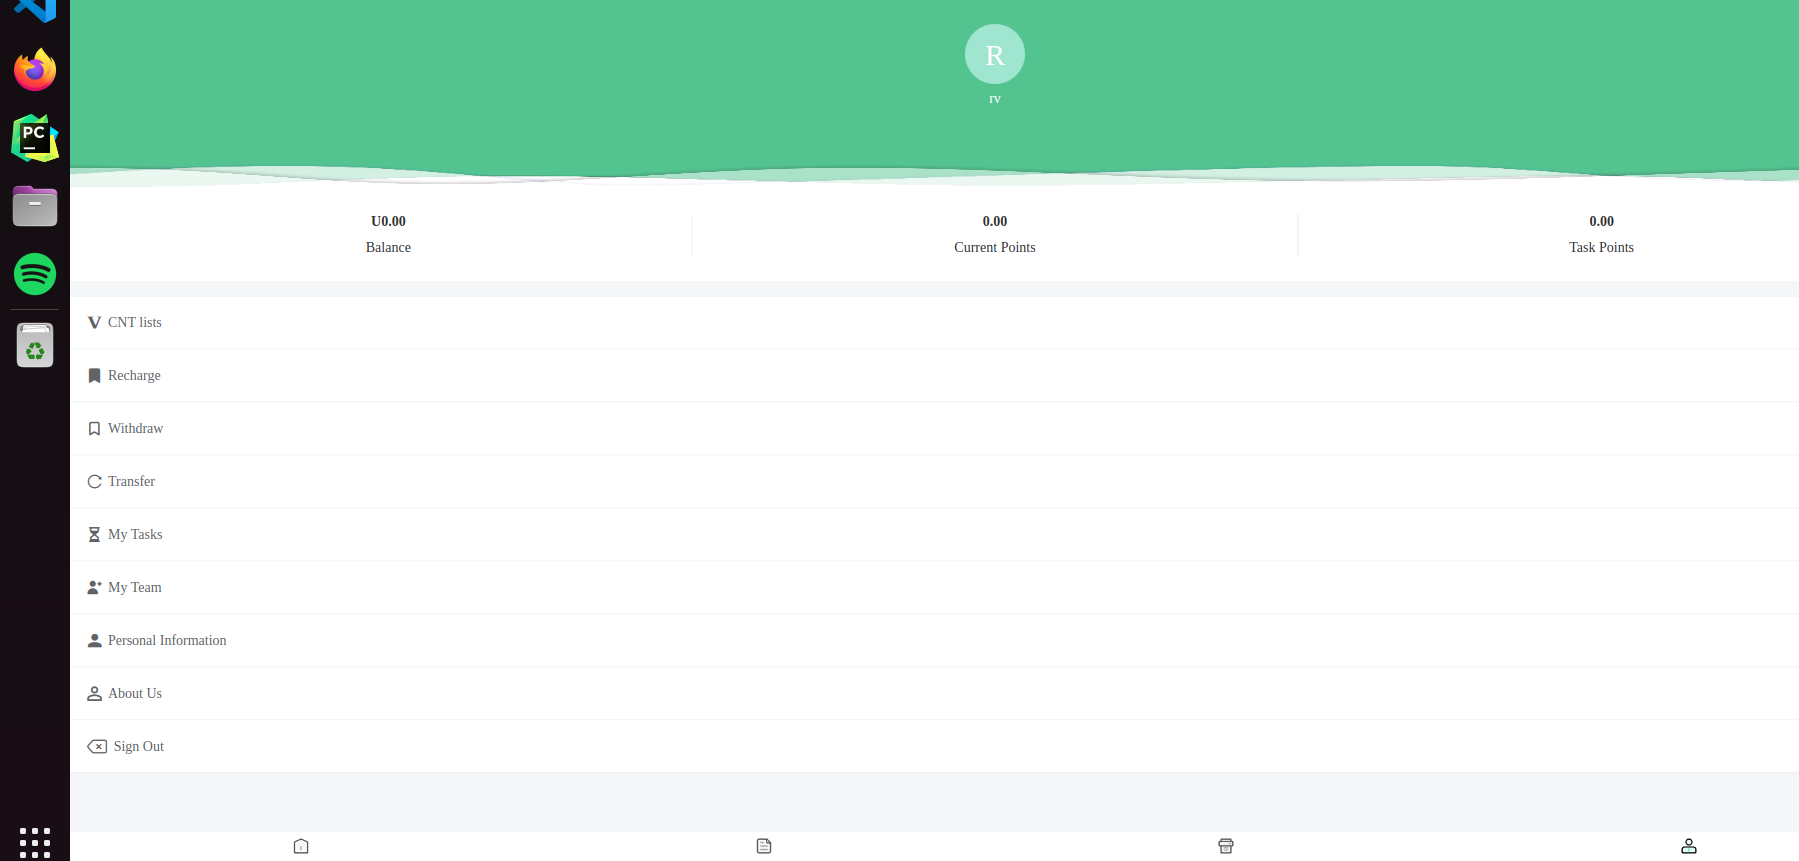 PC
R
rv
U0.00
0.00
0.00
Balance
Current Points
Task Points
CNT lists
Recharge
Withdraw
Transfer
My Tasks
My Team
Personal Information
About Us
Sign Out